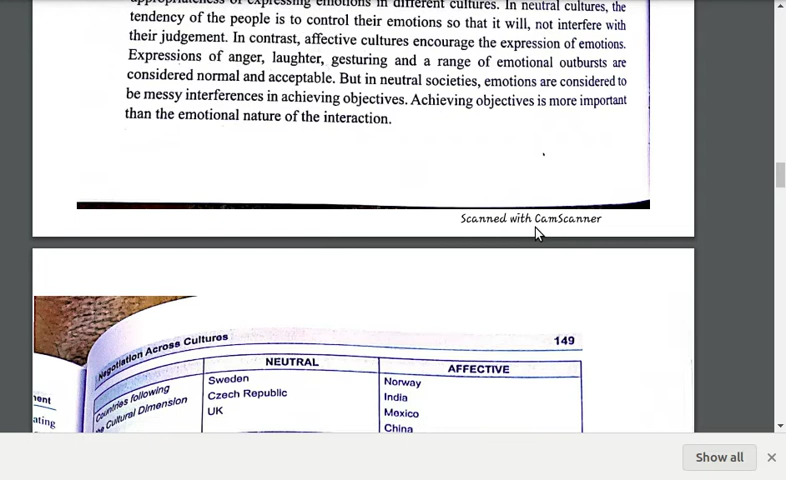 appropriateness of expressing emotions in different cultures. In neutral cultures, the
tendency of the people is to control their emotions so that it will, not interfere with
their judgement. In contrast, affective cultures encourage the expression of emotions.
Expressions of anger, laughter, gesturing and a range of emotional outbursts are
considered normal and acceptable. But in neutral societies, emotions are considered to
be messy interferences in achieving objectives. Achieving objectives is more important
than the emotional nature of the interaction.
Scanned with CamScanner
Negotiation Across Cultures 149
NEUTRAL AFFECTIVE
Countries following Sweden Norway
Cultural Dimension Czech Republic India
UK Mexico
China
ating
Show all